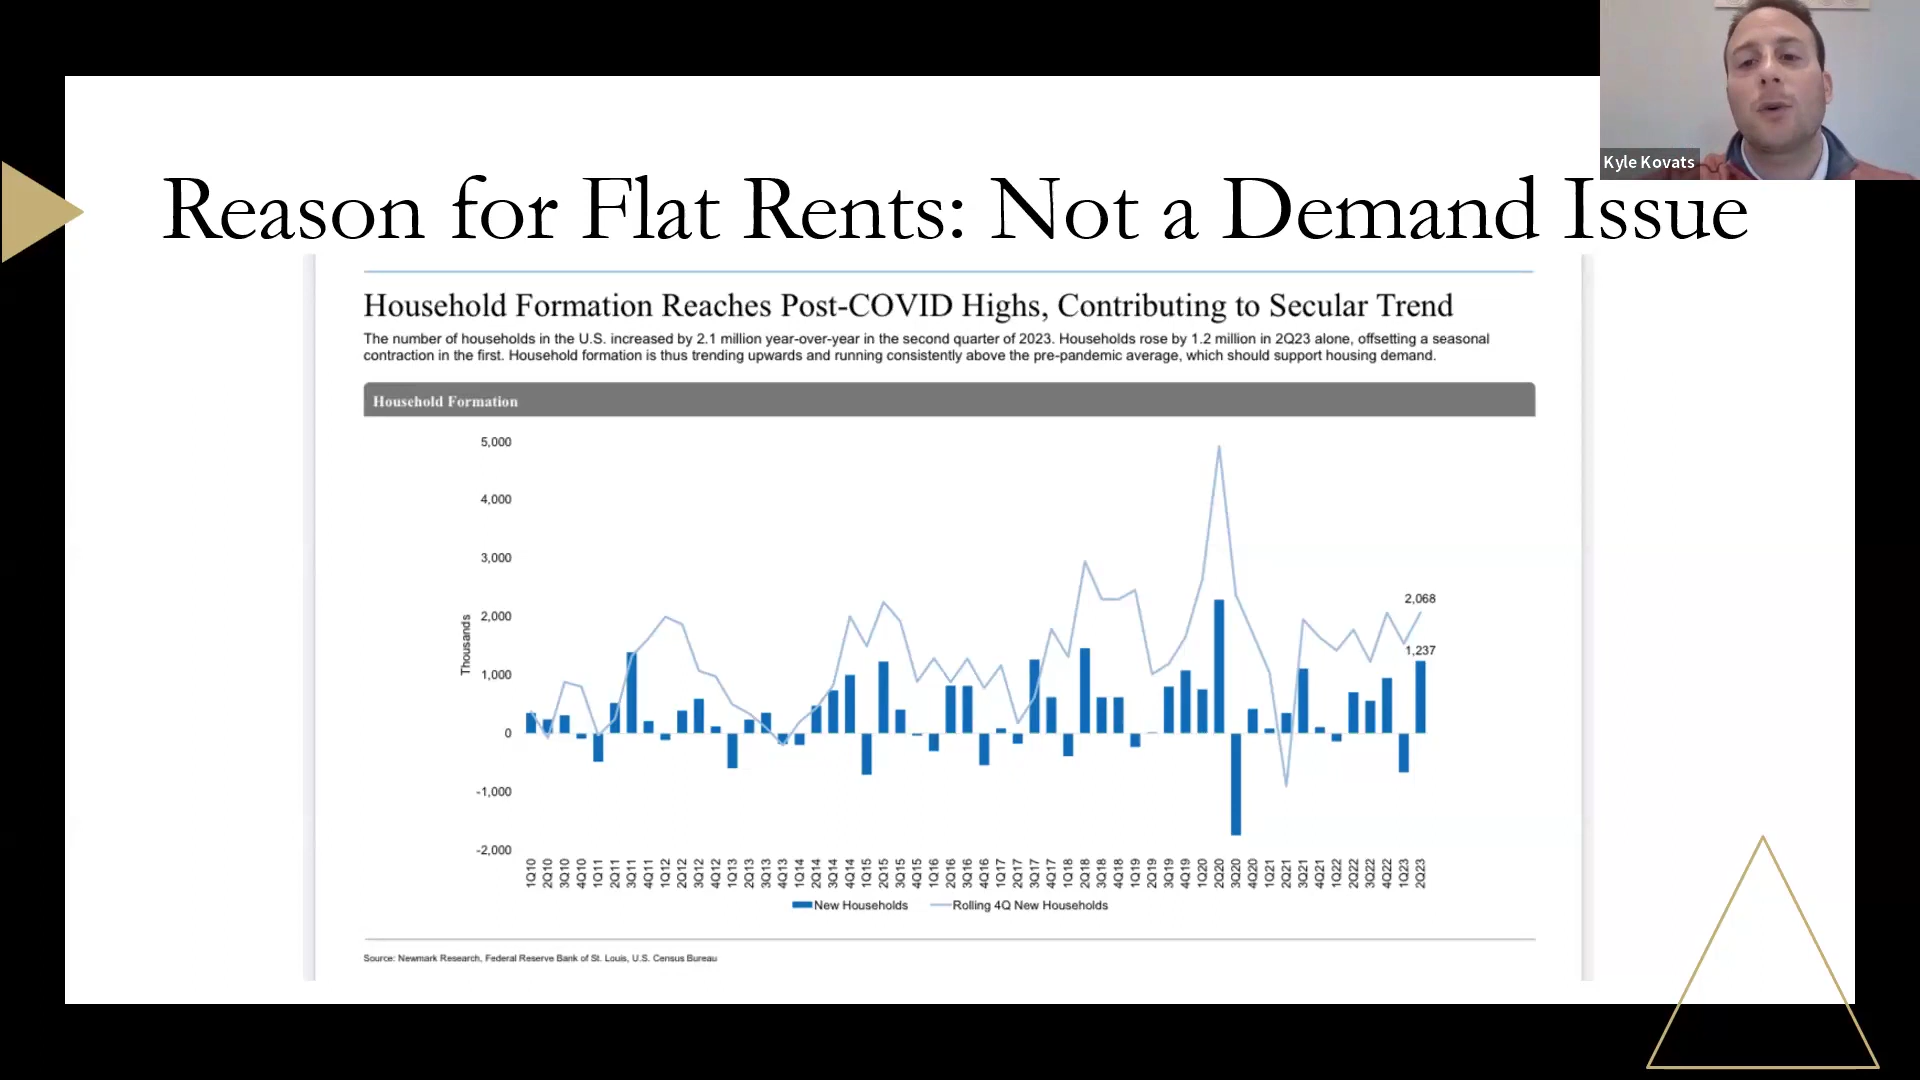 Kyle Kovats
Reason for Flat Rents: Not a Demand Issue
Household Formation Reaches Post-COVID Highs, Contributing to Secular Trend
The number of households in the U.S. increased by 2.1 million year-over-year in the second quarter of 2023. Households rose by 1.2 million in 2Q23 alone, offsetting a seasonal
contraction in the first. Household formation is thus trending upwards and running consistently above the pre-pandemic average, which should support housing demand.
Household Formation
5,000
4,000
3,000
2,000
1,000
0
-1,000
-2,000
Thousands
2,068
1,237
1Q10 2Q10 3Q10 4Q10 1Q11 2Q11 3Q11 4Q11 1Q12 2Q12 3Q12 4Q12 1Q13 2Q13 3Q13 4Q13 1Q14 2Q14 3Q14 4Q14 1Q15 2Q15 3Q15 4Q15 1Q16 2Q16 3Q16 4Q16 1Q17 2Q17 3Q17 4Q17 1Q18 2Q18 3Q18 4Q18 1Q19 2Q19 3Q19 4Q19 1Q20 2Q20 3Q20 4Q20 1Q21 2Q21 3Q21 4Q21 1Q22 2Q22 3Q22 4Q22 1Q23 2Q23
New Households Rolling 4Q New Households
Source: Newmark Research, Federal Reserve Bank of St. Louis, U.S. Census Bureau